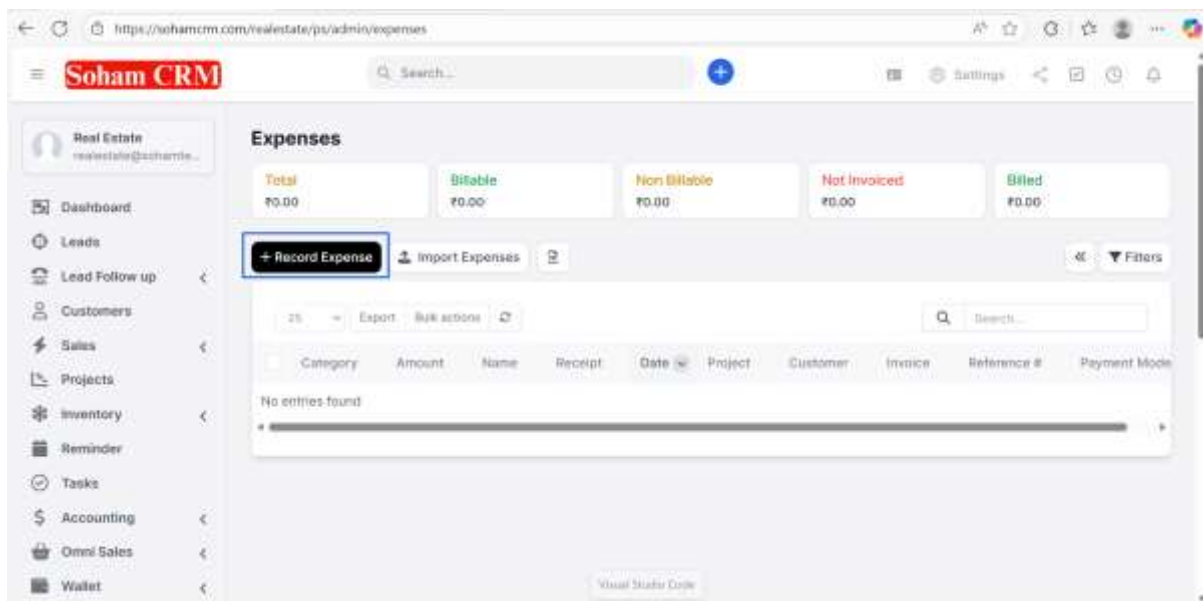 https://sohamcrm.com/realestate/ps/admin/expenses
Soham CRM
Search...
Settings
Real Estate
Expenses
Total
Billable
Non Billable
Not Invoiced
Billed
₹0.00
₹0.00
₹0.00
₹0.00
₹0.00
Dashboard
Leads
Lead Follow up
Customers
Sales
Projects
Inventory
Reminder
Tasks
Accounting
Omni Sales
Wallet
+ Record Expense
Import Expenses
Filters
25
Export
Bulk actions
Search...
Category
Amount
Name
Receipt
Date
Project
Customer
Invoice
Reference #
Payment Mode
No entries found
Visual Studio Code